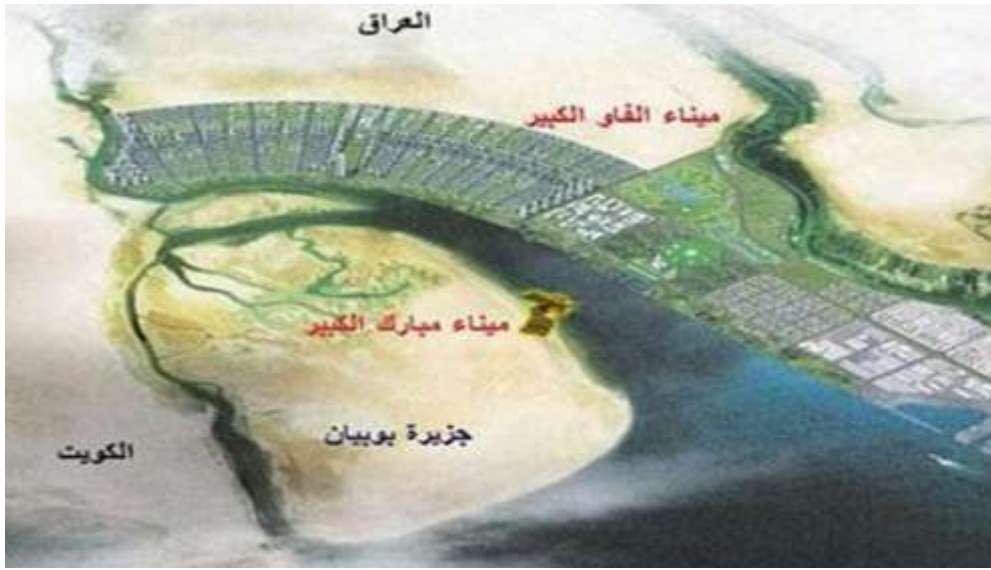 العراق
ميناء الفاو الكبير
ميناء مبارك الكبير
جزيرة بوبيان
الكويت